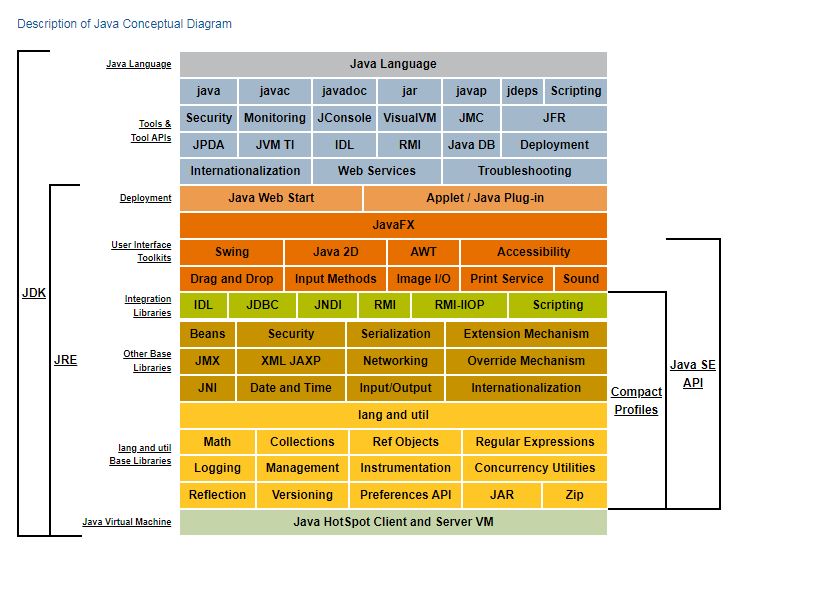 Description of Java Conceptual Diagram
Java Language
Java Language
java javac javadoc jar javap jdeps Scripting
Tools &
Tool APIs
Security Monitoring JConsole VisualVM JMC JFR
JPDA JVM TI IDL RMI Java DB Deployment
Internationalization Web Services Troubleshooting
Deployment
Java Web Start Applet / Java Plug-in
JavaFX
User Interface
Toolkits
Swing Java 2D AWT Accessibility
Drag and Drop Input Methods Image I/O Print Service Sound
JDK
Integration
Libraries
IDL JDBC JNDI RMI RMI-IIOP Scripting
JRE
Other Base
Libraries
Beans Security Serialization Extension Mechanism
JMX XML JAXP Networking Override Mechanism
JNI Date and Time Input/Output Internationalization
Java SE
API
Compact
Profiles
lang and util
lang and util
Base Libraries
Math Collections Ref Objects Regular Expressions
Logging Management Instrumentation Concurrency Utilities
Reflection Versioning Preferences API JAR Zip
Java Virtual Machine
Java HotSpot Client and Server VM